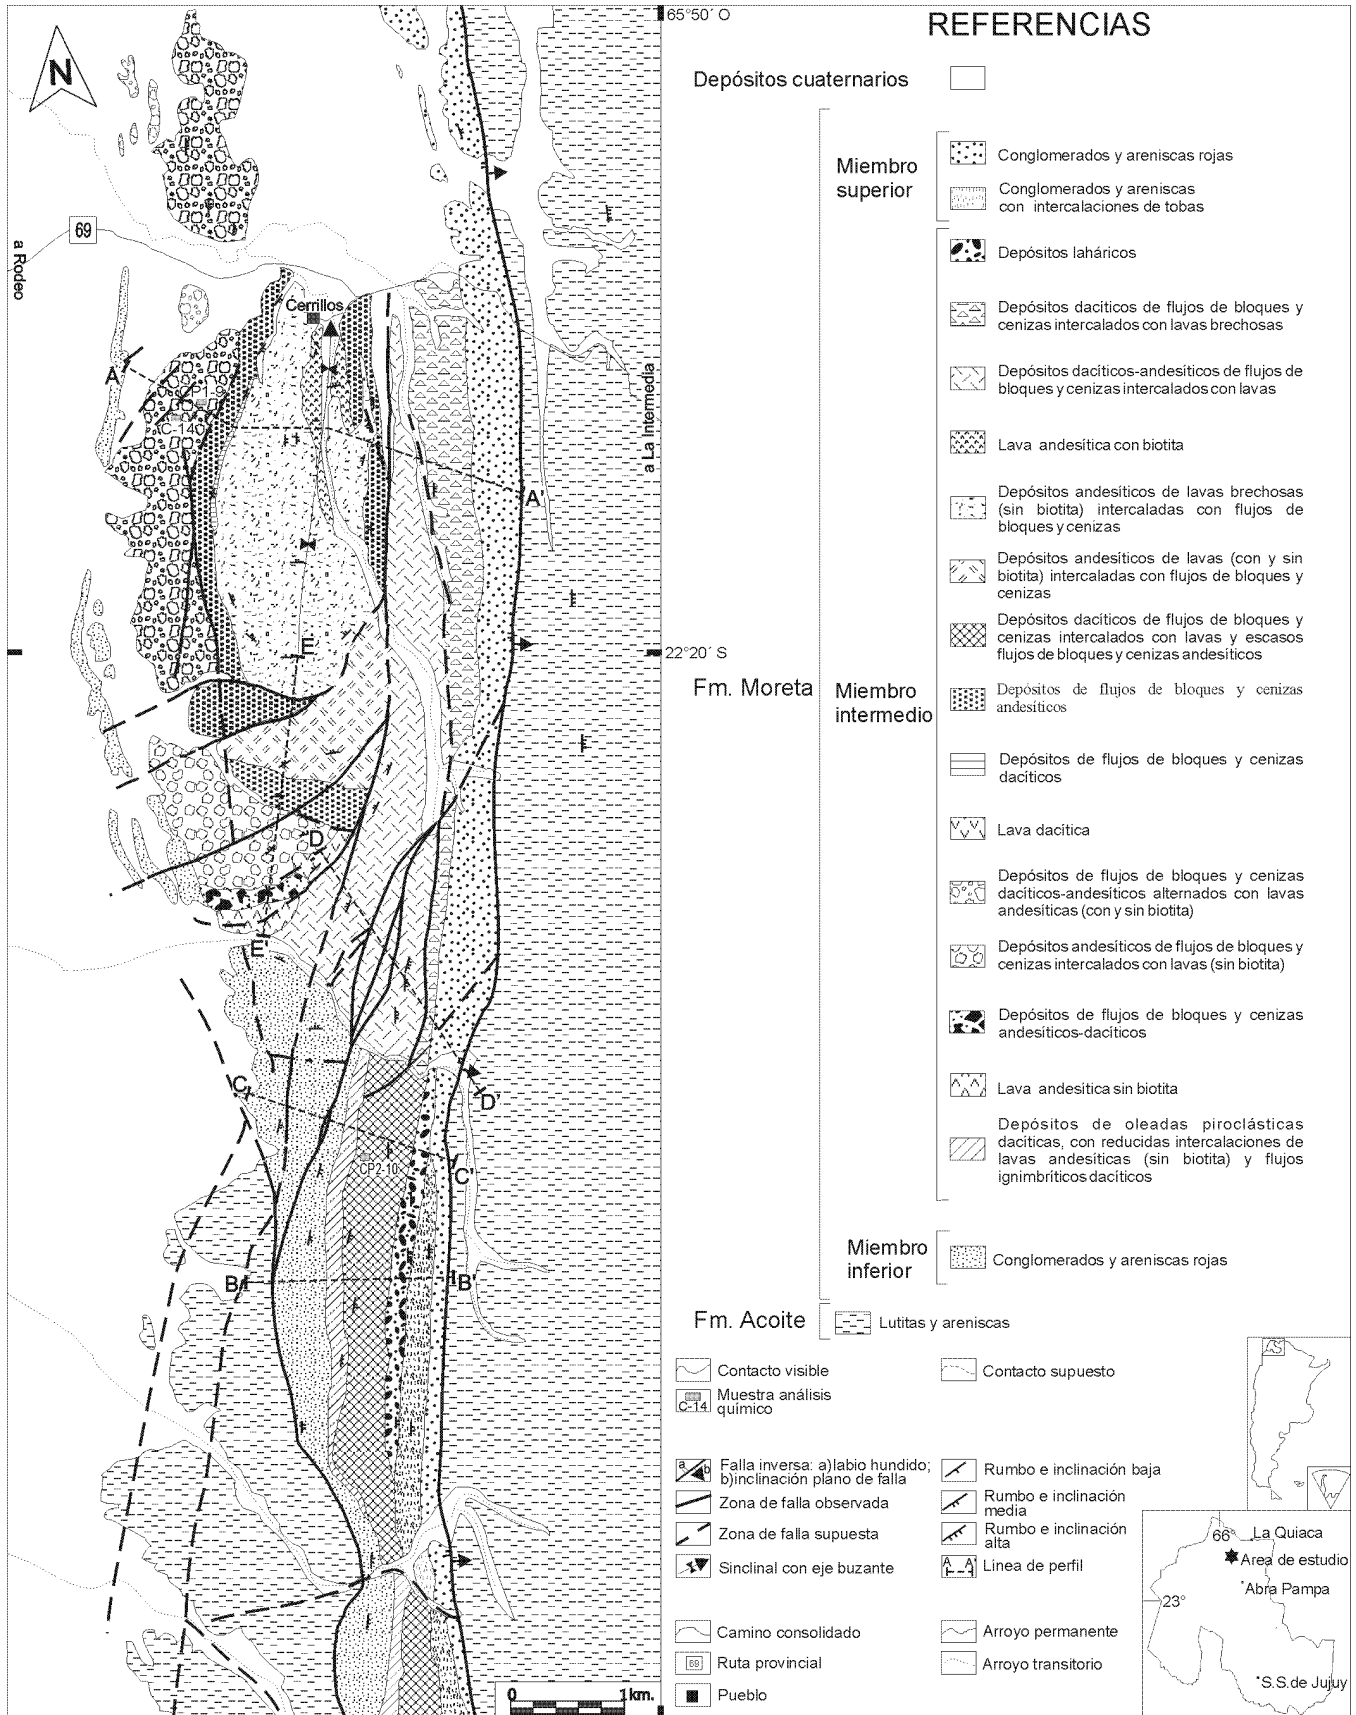 N
69
a Rodeo
Cerrillos
A
CP1-9
C-14
A'
a La Intermedia
E
D
E'
C
D'
CP2-10
C'
B
B'
0 1km.
65°50´ O
22°20´ S
REFERENCIAS
Depósitos cuaternarios
Fm. Moreta
Miembro
superior
Conglomerados y areniscas rojas
Conglomerados y areniscas
con intercalaciones de tobas
Miembro
intermedio
Depósitos laháricos
Depósitos dacíticos de flujos de bloques y
cenizas intercalados con lavas brechosas
Depósitos dacíticos-andesíticos de flujos de
bloques y cenizas intercalados con lavas
Lava andesítica con biotita
Depósitos andesíticos de lavas brechosas
(sin biotita) intercaladas con flujos de
bloques y cenizas
Depósitos andesíticos de lavas (con y sin
biotita) intercaladas con flujos de bloques y
cenizas
Depósitos dacíticos de flujos de bloques y
cenizas intercalados con lavas y escasos
flujos de bloques y cenizas andesíticos
Depósitos de flujos de bloques y cenizas
andesíticos
Depósitos de flujos de bloques y cenizas
dacíticos
Lava dacítica
Depósitos de flujos de bloques y cenizas
dacíticos-andesíticos alternados con lavas
andesíticas (con y sin biotita)
Depósitos andesíticos de flujos de bloques y
cenizas intercalados con lavas (sin biotita)
Depósitos de flujos de bloques y cenizas
andesíticos-dacíticos
Lava andesítica sin biotita
Depósitos de oleadas piroclásticas
dacíticas, con reducidas intercalaciones de
lavas andesíticas (sin biotita) y flujos
ignimbríticos dacíticos
Miembro
inferior
Conglomerados y areniscas rojas
Fm. Acoite
Lutitas y areniscas
Contacto visible
Contacto supuesto
C-14
Muestra análisis
químico
a b
Falla inversa: a)labio hundido;
b)inclinación plano de falla
Zona de falla observada
Zona de falla supuesta
Sinclinal con eje buzante
Rumbo e inclinación baja
Rumbo e inclinación
media
Rumbo e inclinación
alta
A A'
Linea de perfil
Camino consolidado
69
Ruta provincial
Pueblo
Arroyo permanente
Arroyo transitorio
66°
La Quiaca
Area de estudio
Abra Pampa
23°
S.S.de Jujuy